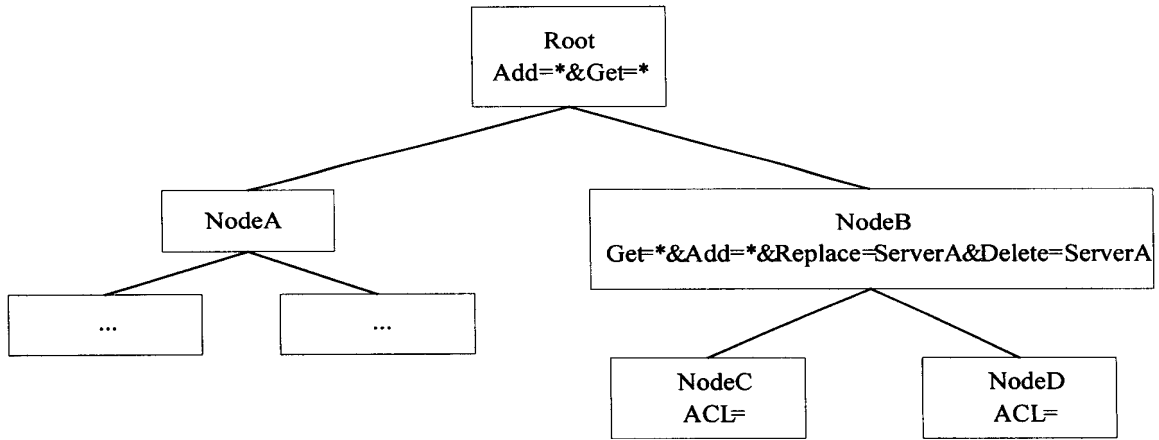 Root
Add=*&Get=*
NodeA
NodeB
Get=*&Add=*&Replace=ServerA&Delete=ServerA
...
...
NodeC
ACL=
NodeD
ACL=